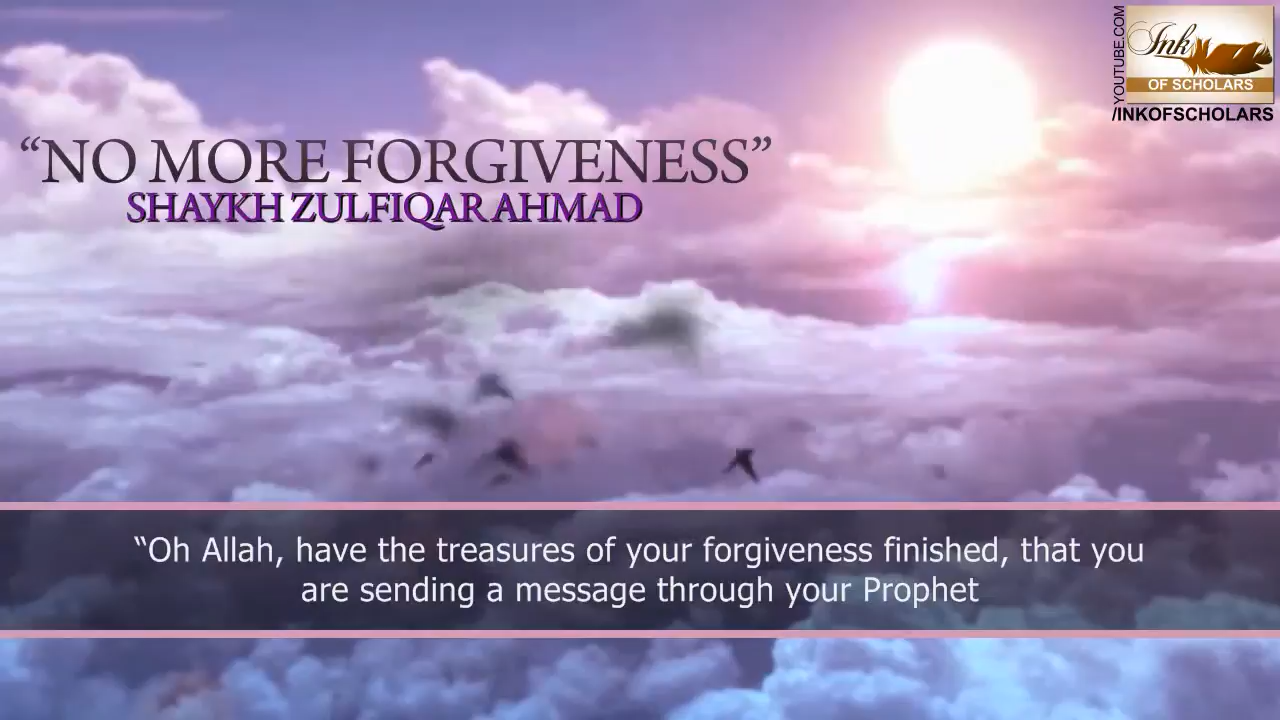 “NO MORE FORGIVENESS”
SHAYKH ZULFIQAR AHMAD
YOUTUBE.COM
Ink
OF SCHOLARS
/INKOFSCHOLARS
“Oh Allah, have the treasures of your forgiveness finished, that you
are sending a message through your Prophet